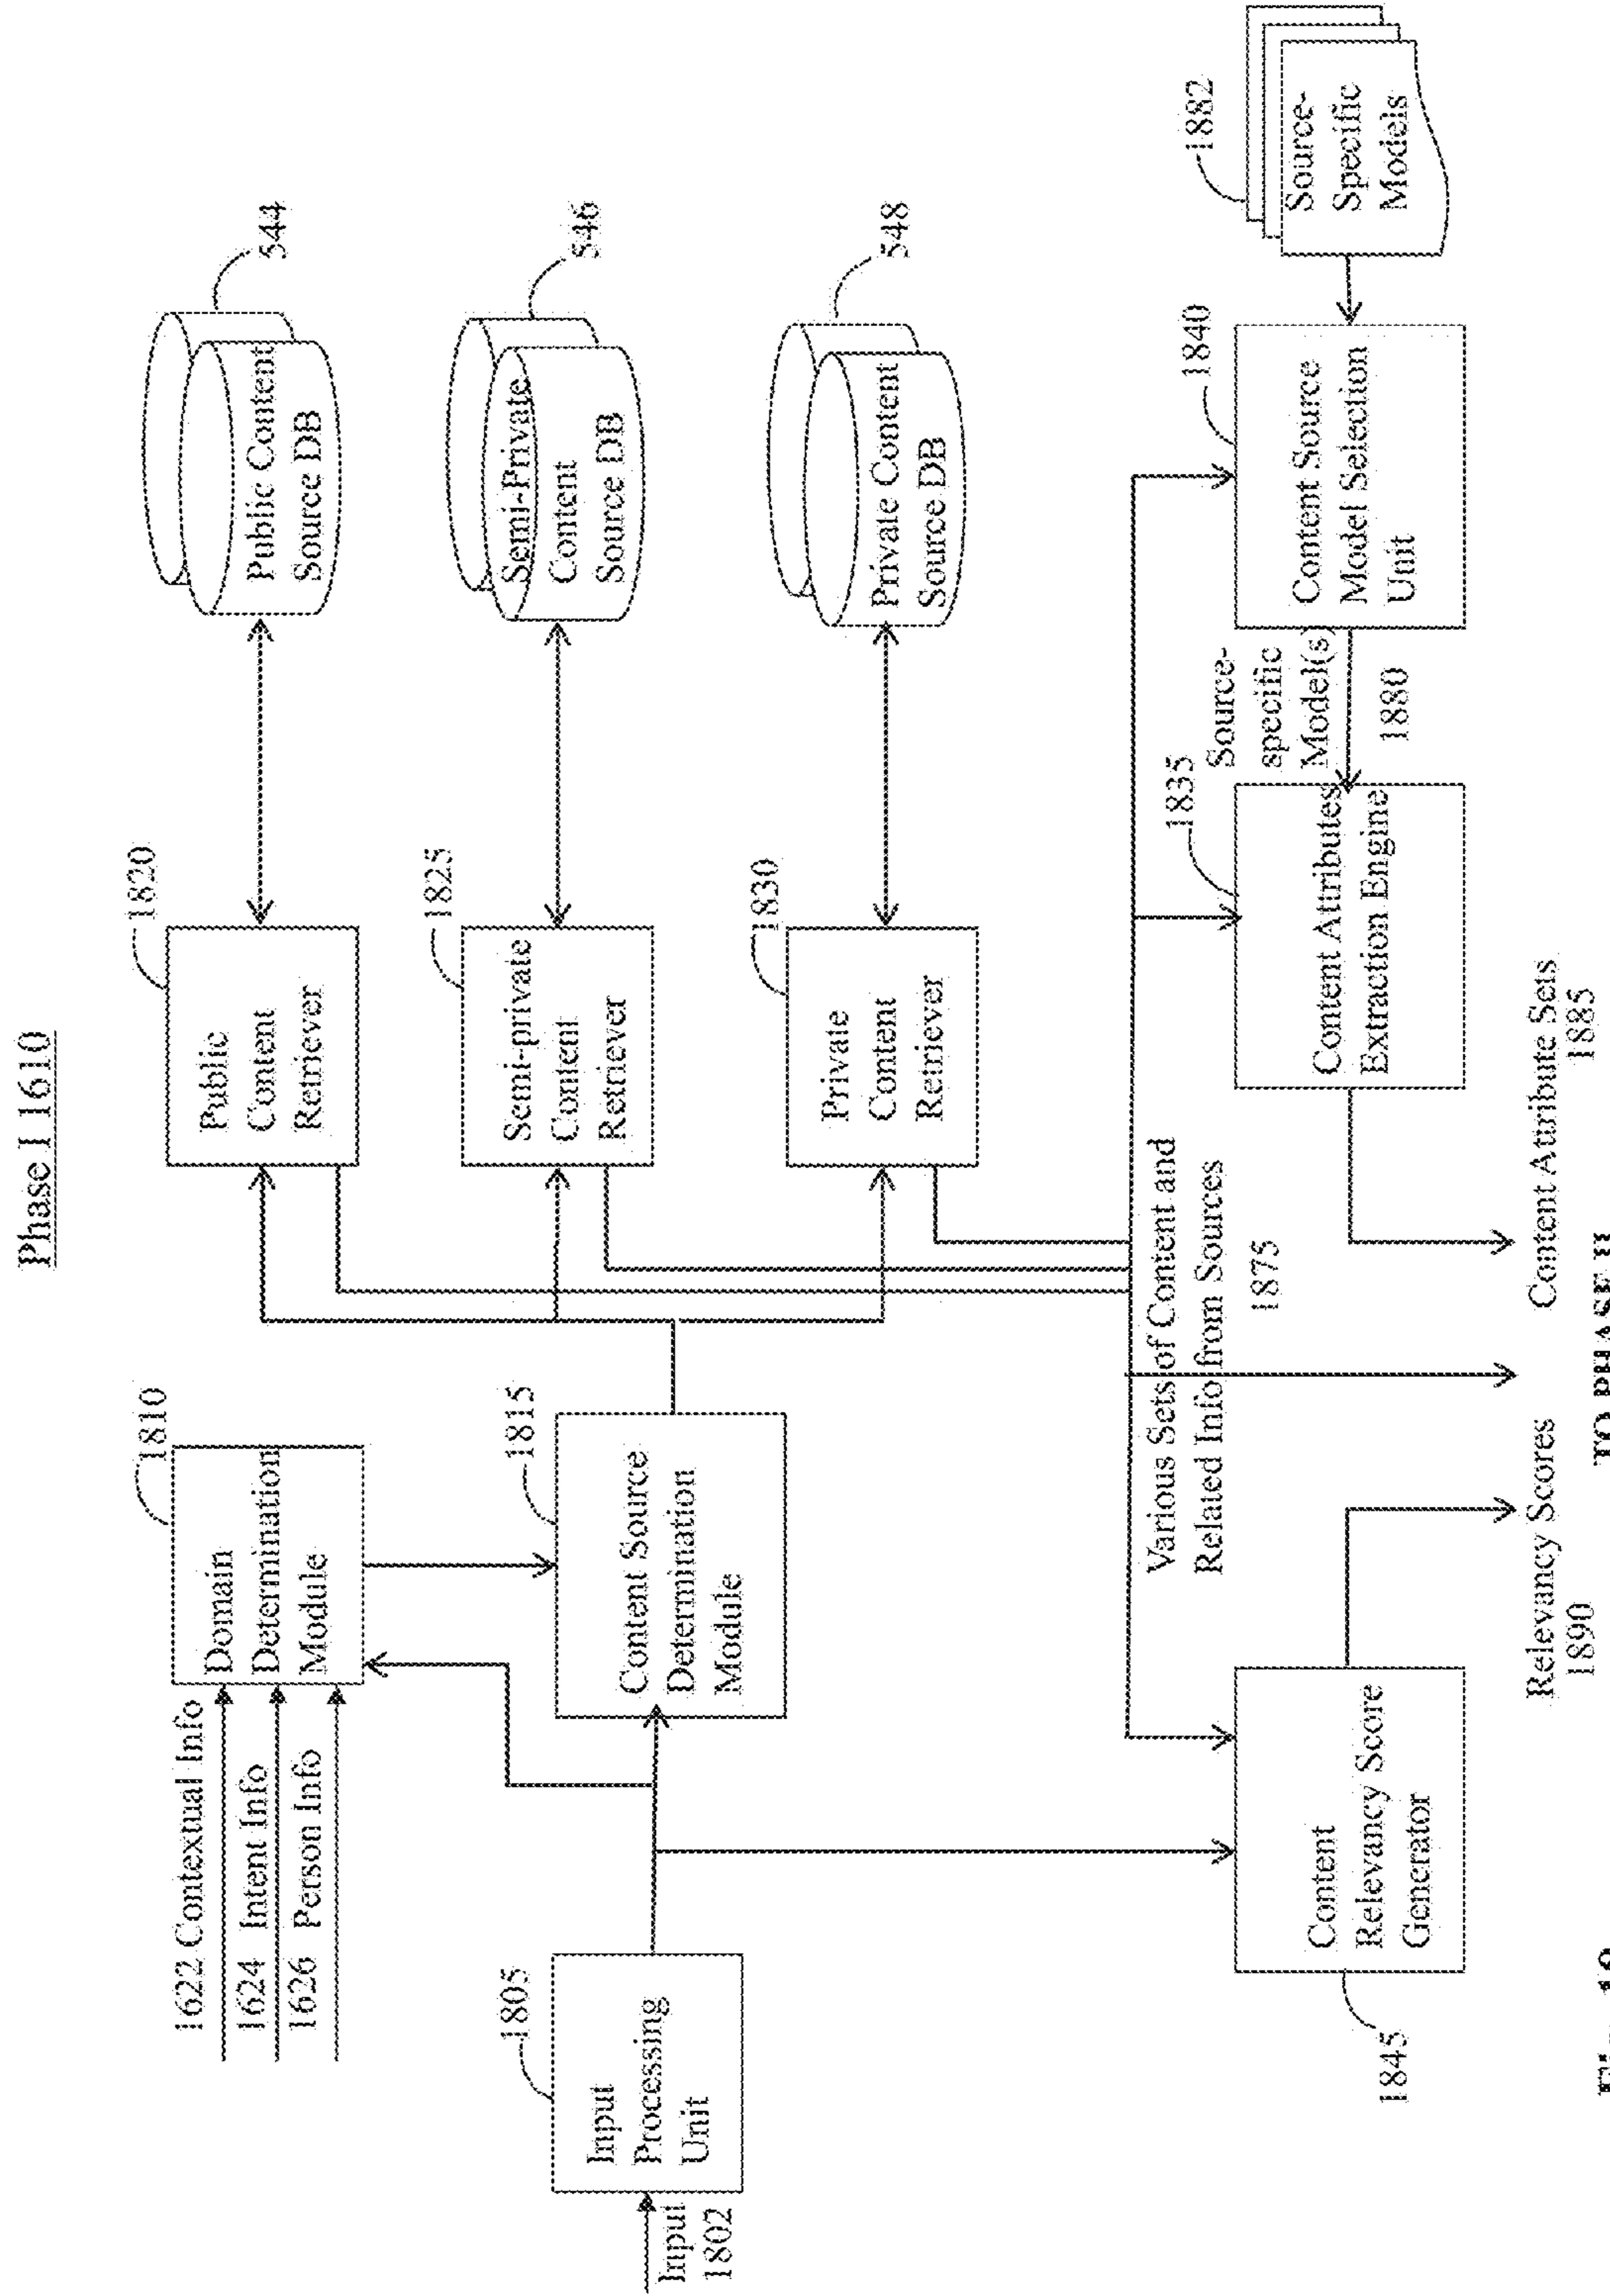 Phase I 1610
1622 Contextual Info
1624 Intent Info
1626 Person Info
1810
Domain
Determination
Module
1820
Public
Content
Retriever
Public Content
Source DB
544
Input
1802
1805
Input
Processing
Unit
1815
Content Source
Determination
Module
1825
Semi-private
Content
Retriever
Semi-Private
Content
Source DB
546
1830
Private
Content
Retriever
Private Content
Source DB
548
Various Sets of Content and
Related Info from Sources
1875
1845
Content
Relevancy Score
Generator
1835
Content Attributes
Extraction Engine
Source-
specific
Model(s)
1880
1840
Content Source
Model Selection
Unit
1882
Source-
Specific
Models
Relevancy Scores
1890
Content Attribute Sets
1885
TO PHASE II